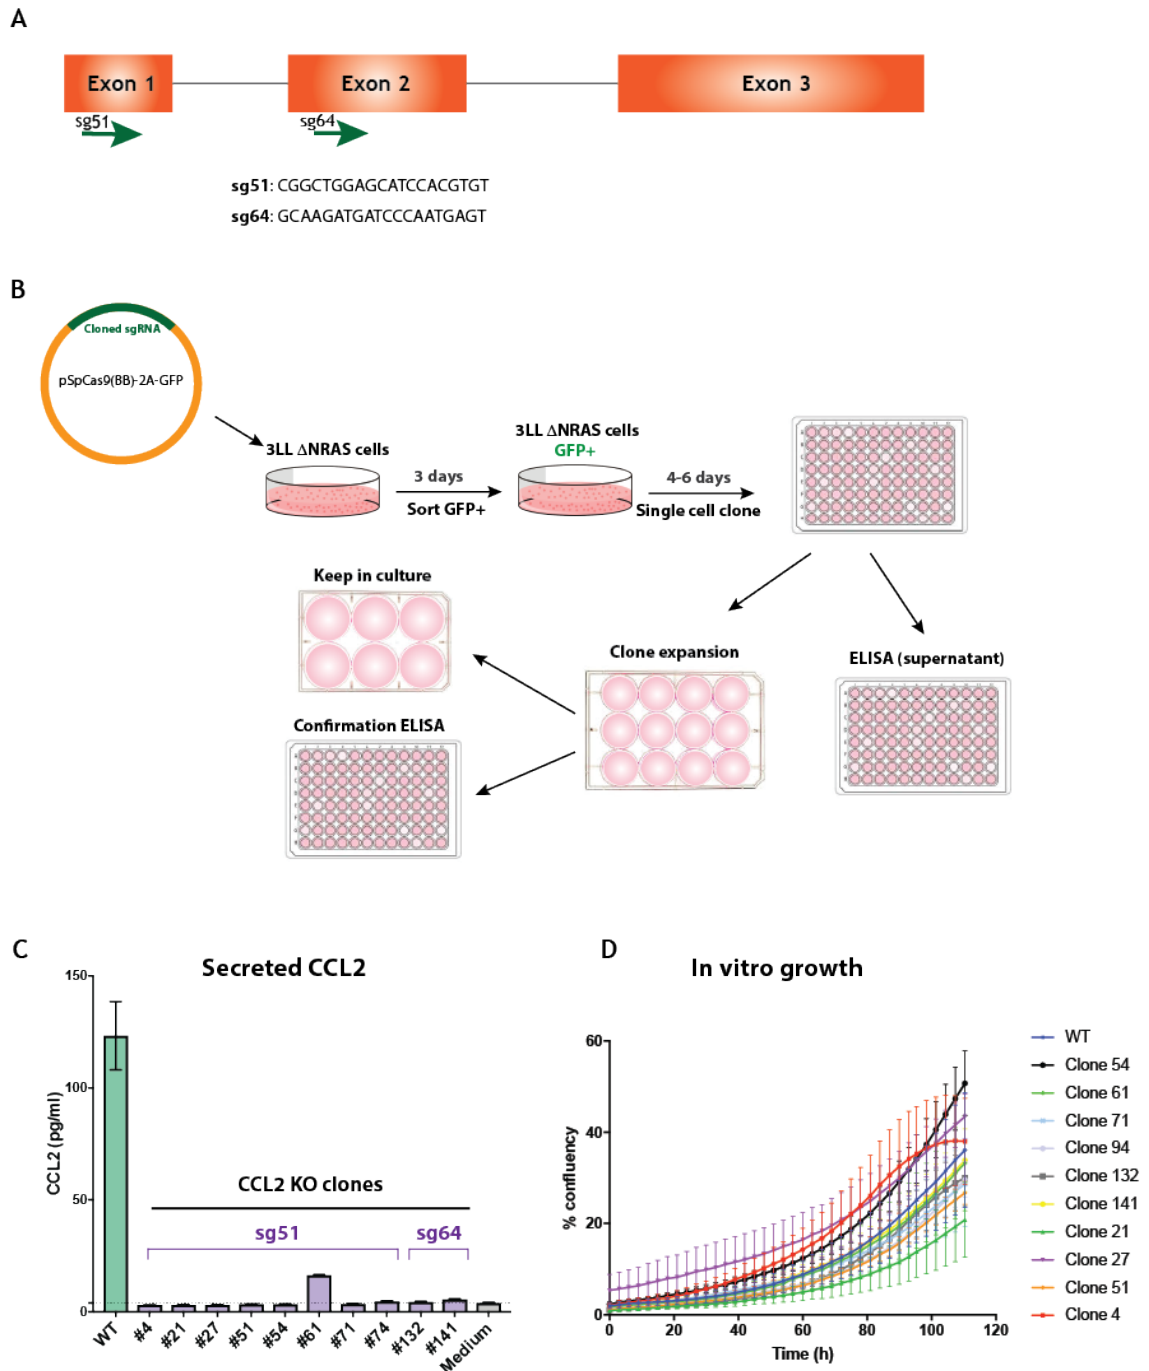 A
Exon 1
Exon 2
Exon 3
sg51
sg64
sg51: CGGCTGGAGCATCCACGTGT
sg64: GCAAGATGATCCCAATGAGT
B
Cloned sgRNA
pSpCas9(BB)-2A-GFP
3LL ΔNRAS cells
3 days
Sort GFP+
3LL ΔNRAS cells
GFP+
4-6 days
Single cell clone
Keep in culture
Clone expansion
ELISA (supernatant)
Confirmation ELISA
C
Secreted CCL2
CCL2 (pg/ml)
150
100
50
0
CCL2 KO clones
sg51
sg64
WT
#4
#21
#27
#51
#54
#61
#71
#74
#132
#141
Medium
D
In vitro growth
% confluency
60
40
20
0
0
20
40
60
80
100
120
Time (h)
WT
Clone 54
Clone 61
Clone 71
Clone 94
Clone 132
Clone 141
Clone 21
Clone 27
Clone 51
Clone 4